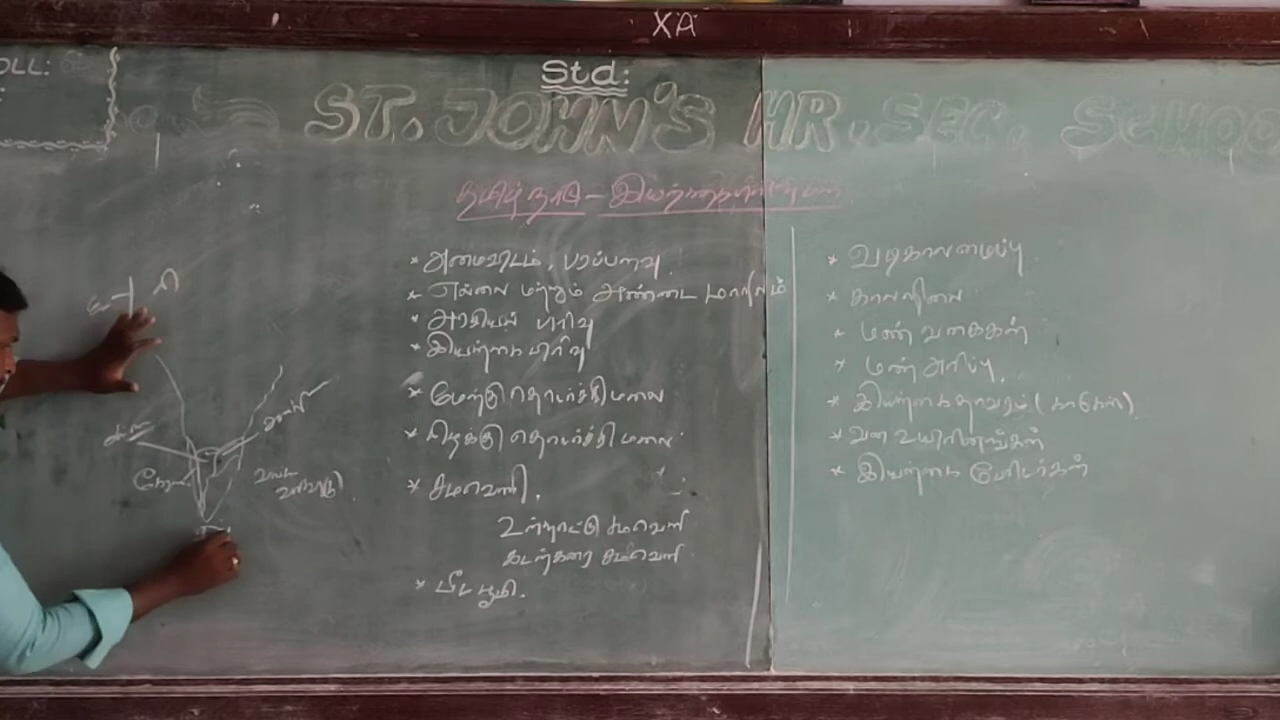 XA
OLL:
Std:
ST. JOHN'S HR. SEC. SCHOO
தமிழ்நாடு - இயற்கை
* அமைவிடம், பரப்பளவு.
* எல்லை மற்றும் அண்டை மாநிலம்
* அரசியல் பிரிவு
* இயற்கை பிரிவு
* மேற்கு தொடர்ச்சி மலை
* கிழக்கு தொடர்ச்சி மலை
* சமவெளி.
உள்நாட்டு சமவெளி
கடற்கரை சமவெளி
* பீடபூமி.
* வடிகாலமைப்பு
* காலநிலை
* மண் வகைகள்
* மண் அரிப்பு.
* இயற்கை தாவரம் (காடுகள்)
* வன உயிரினங்கள்
* இயற்கை பேரிடர்கள்